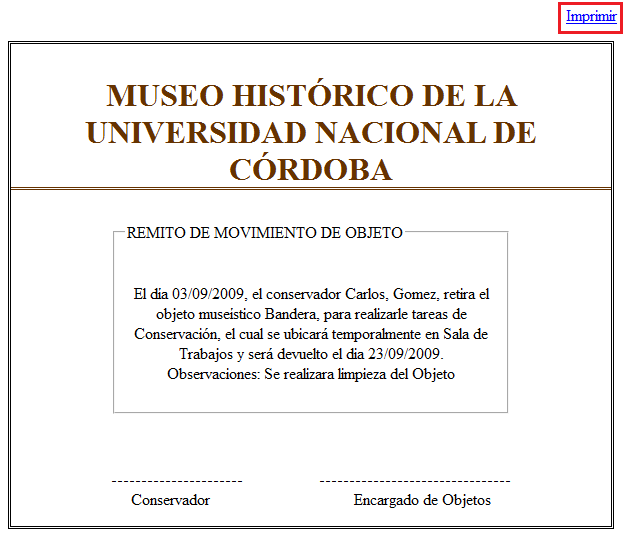 Imprimir
MUSEO HISTÓRICO DE LA
UNIVERSIDAD NACIONAL DE
CÓRDOBA
REMITO DE MOVIMIENTO DE OBJETO
El día 03/09/2009, el conservador Carlos, Gomez, retira el
objeto museístico Bandera, para realizarle tareas de
Conservación, el cual se ubicará temporalmente en Sala de
Trabajos y será devuelto el dia 23/09/2009.
Observaciones: Se realizara limpieza del Objeto
Conservador Encargado de Objetos